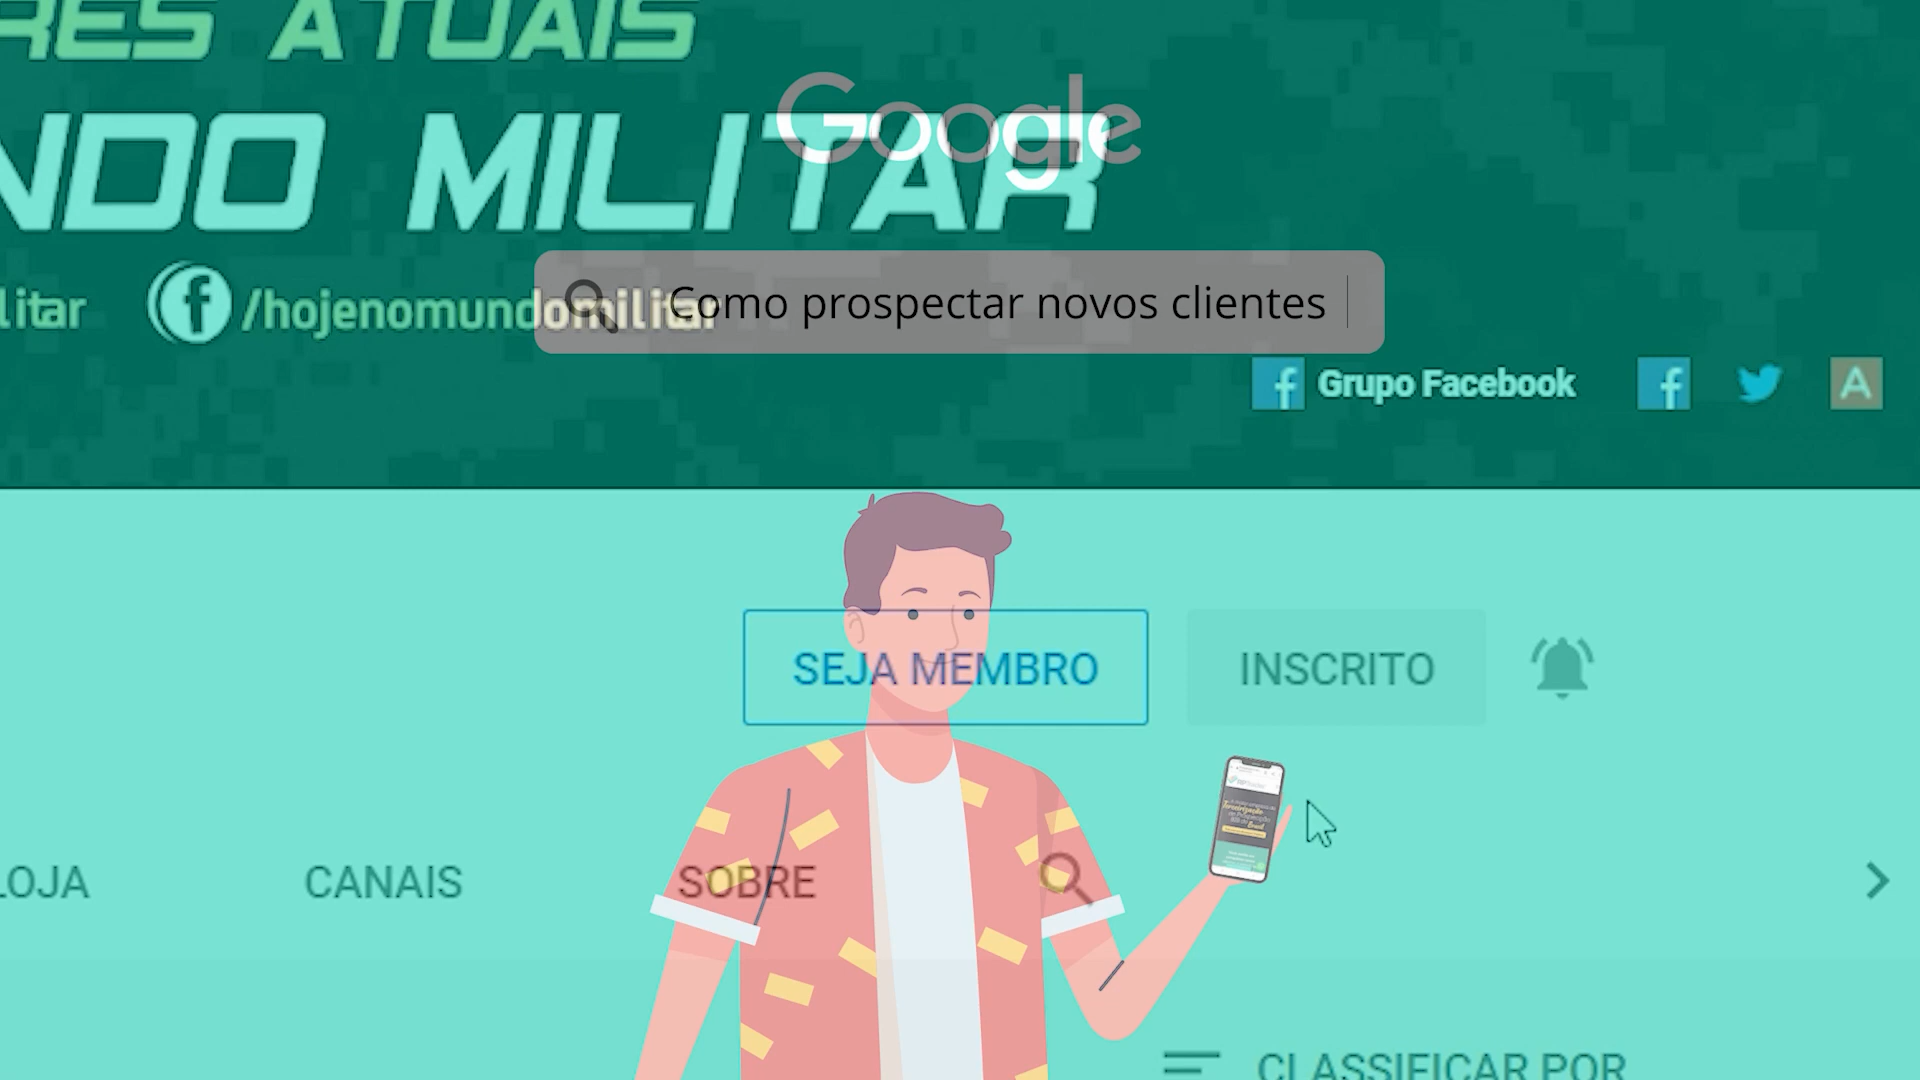 RES ATUAIS
Google
NDO MILITAR
Como prospectar novos clientes
litar
/hojenomundomilitar
Grupo Facebook
A
SEJA MEMBRO
INSCRITO
LOJA
CANAIS
SOBRE
CLASSIFICAR POR